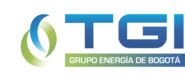 TGI
GRUPO ENERGÍA DE BOGOTÁ